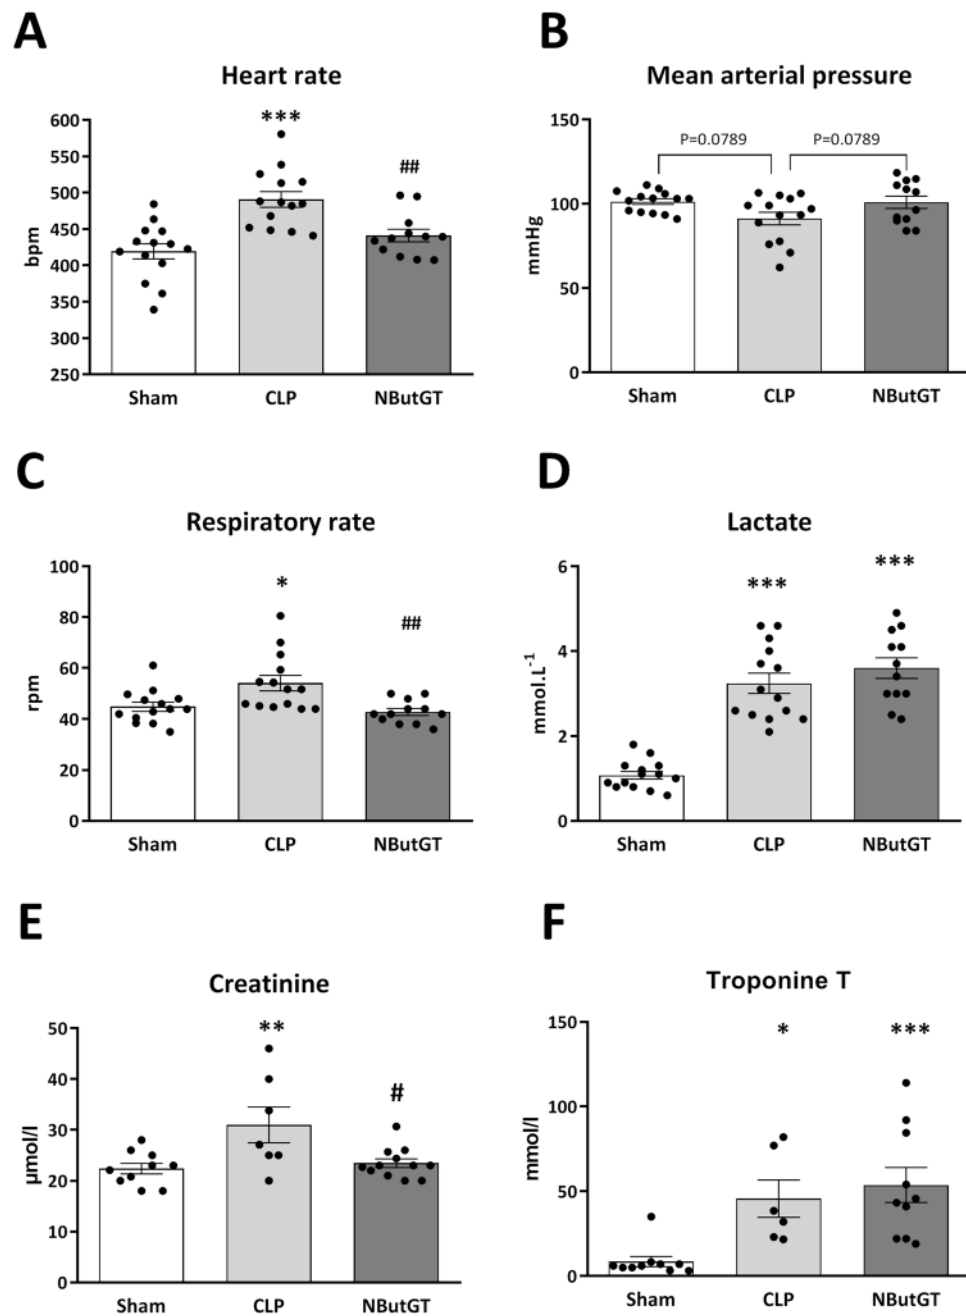 A
Heart rate
bpm
600
550
500
450
400
350
300
250
***
##
Sham CLP NButGT
B
Mean arterial pressure
mmHg
150
100
50
0
P=0.0789 P=0.0789
Sham CLP NButGT
C
Respiratory rate
rpm
100
80
60
40
20
0
*
##
Sham CLP NButGT
D
Lactate
mmol.L⁻¹
6
4
2
0
***
***
Sham CLP NButGT
E
Creatinine
µmol/l
50
40
30
20
10
0
**
#
Sham CLP NButGT
F
Troponine T
mmol/l
150
100
50
0
* ***
Sham CLP NButGT